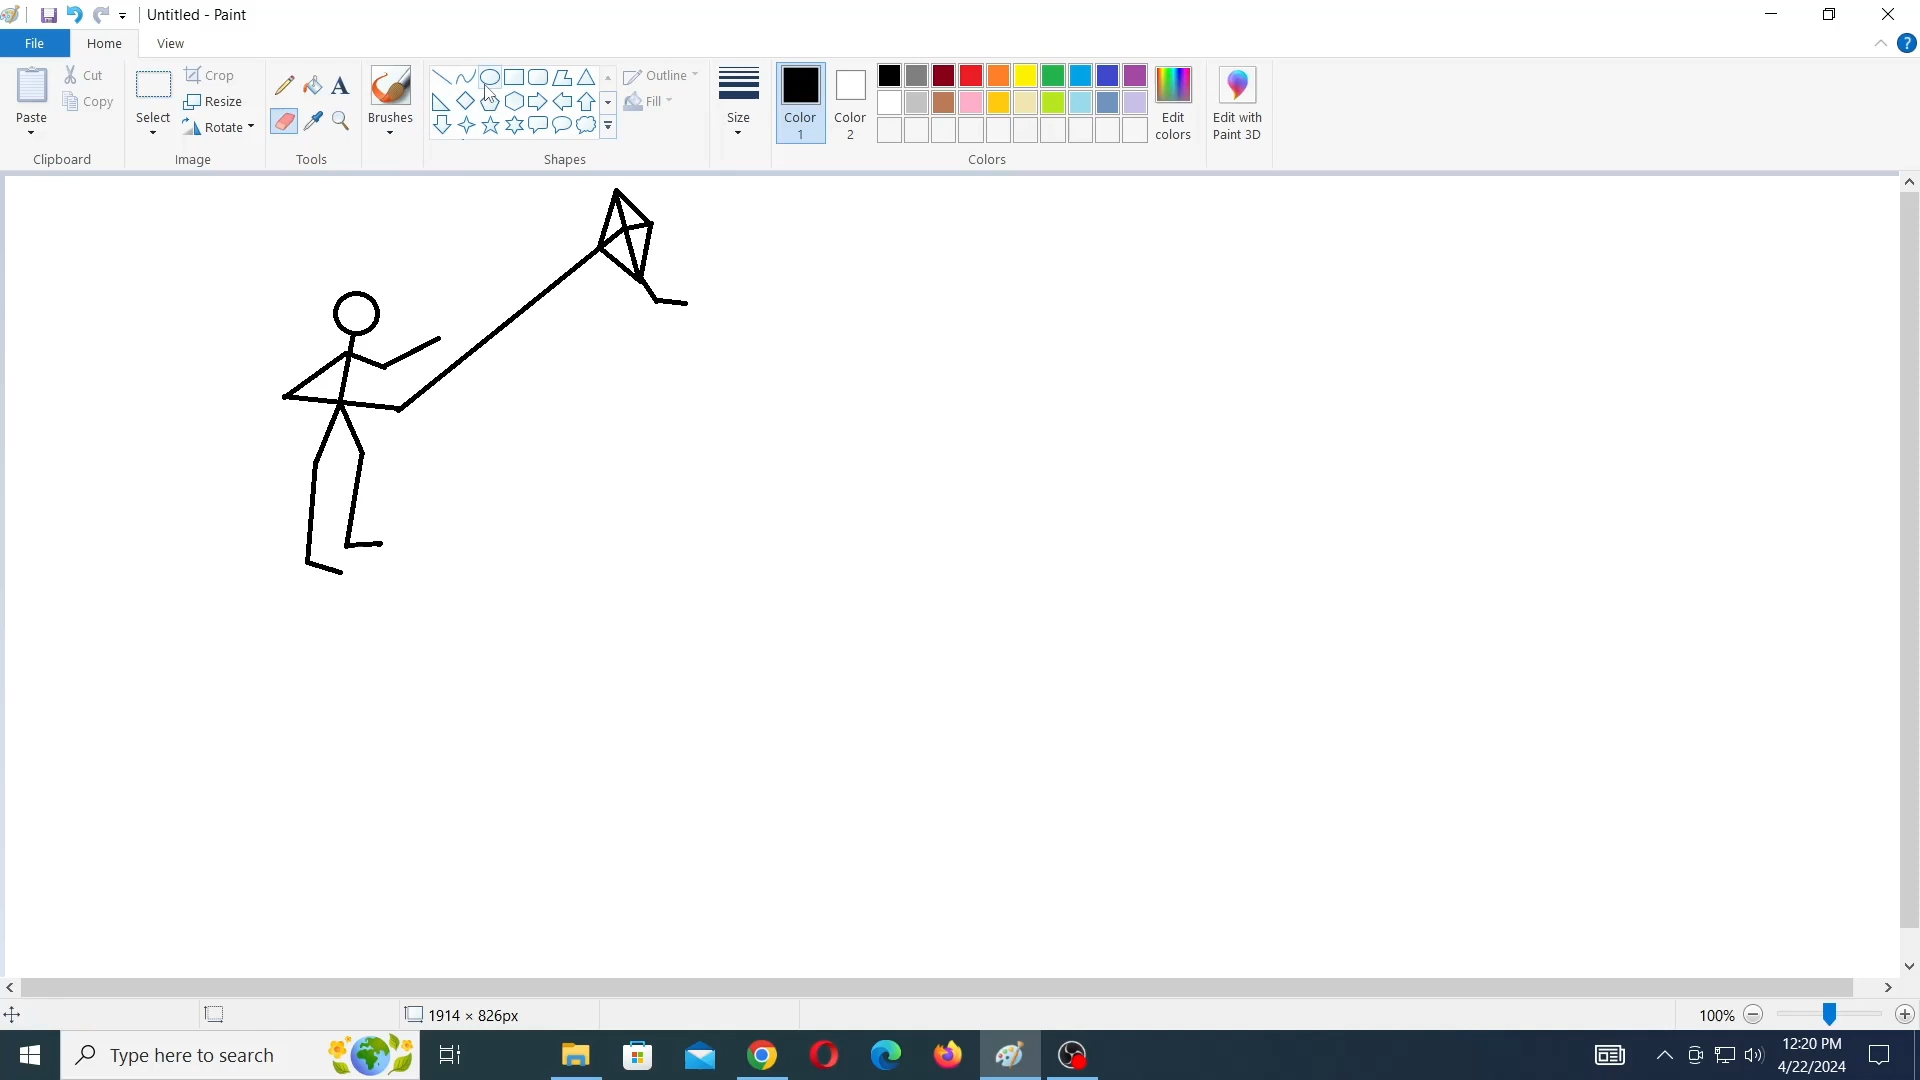 Untitled - Paint
File Home View
Cut Crop Outline
Copy Resize Fill
Paste Select Rotate Brushes Size Color 1 Color 2 Edit colors Edit with Paint 3D
Clipboard Image Tools Shapes Colors
1914 × 826px 100%
Type here to search 12:20 PM
4/22/2024